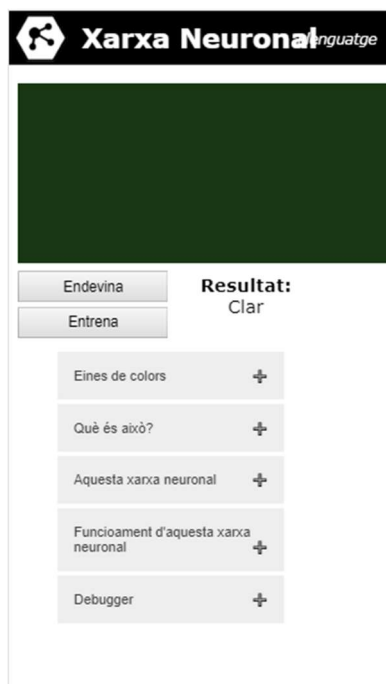 Xarxa Neuronal
llenguatge
Endevina
Resultat:
Clar
Entrena
Eines de colors
Què és això?
Aquesta xarxa neuronal
Funcioament d'aquesta xarxa
neuronal
Debugger